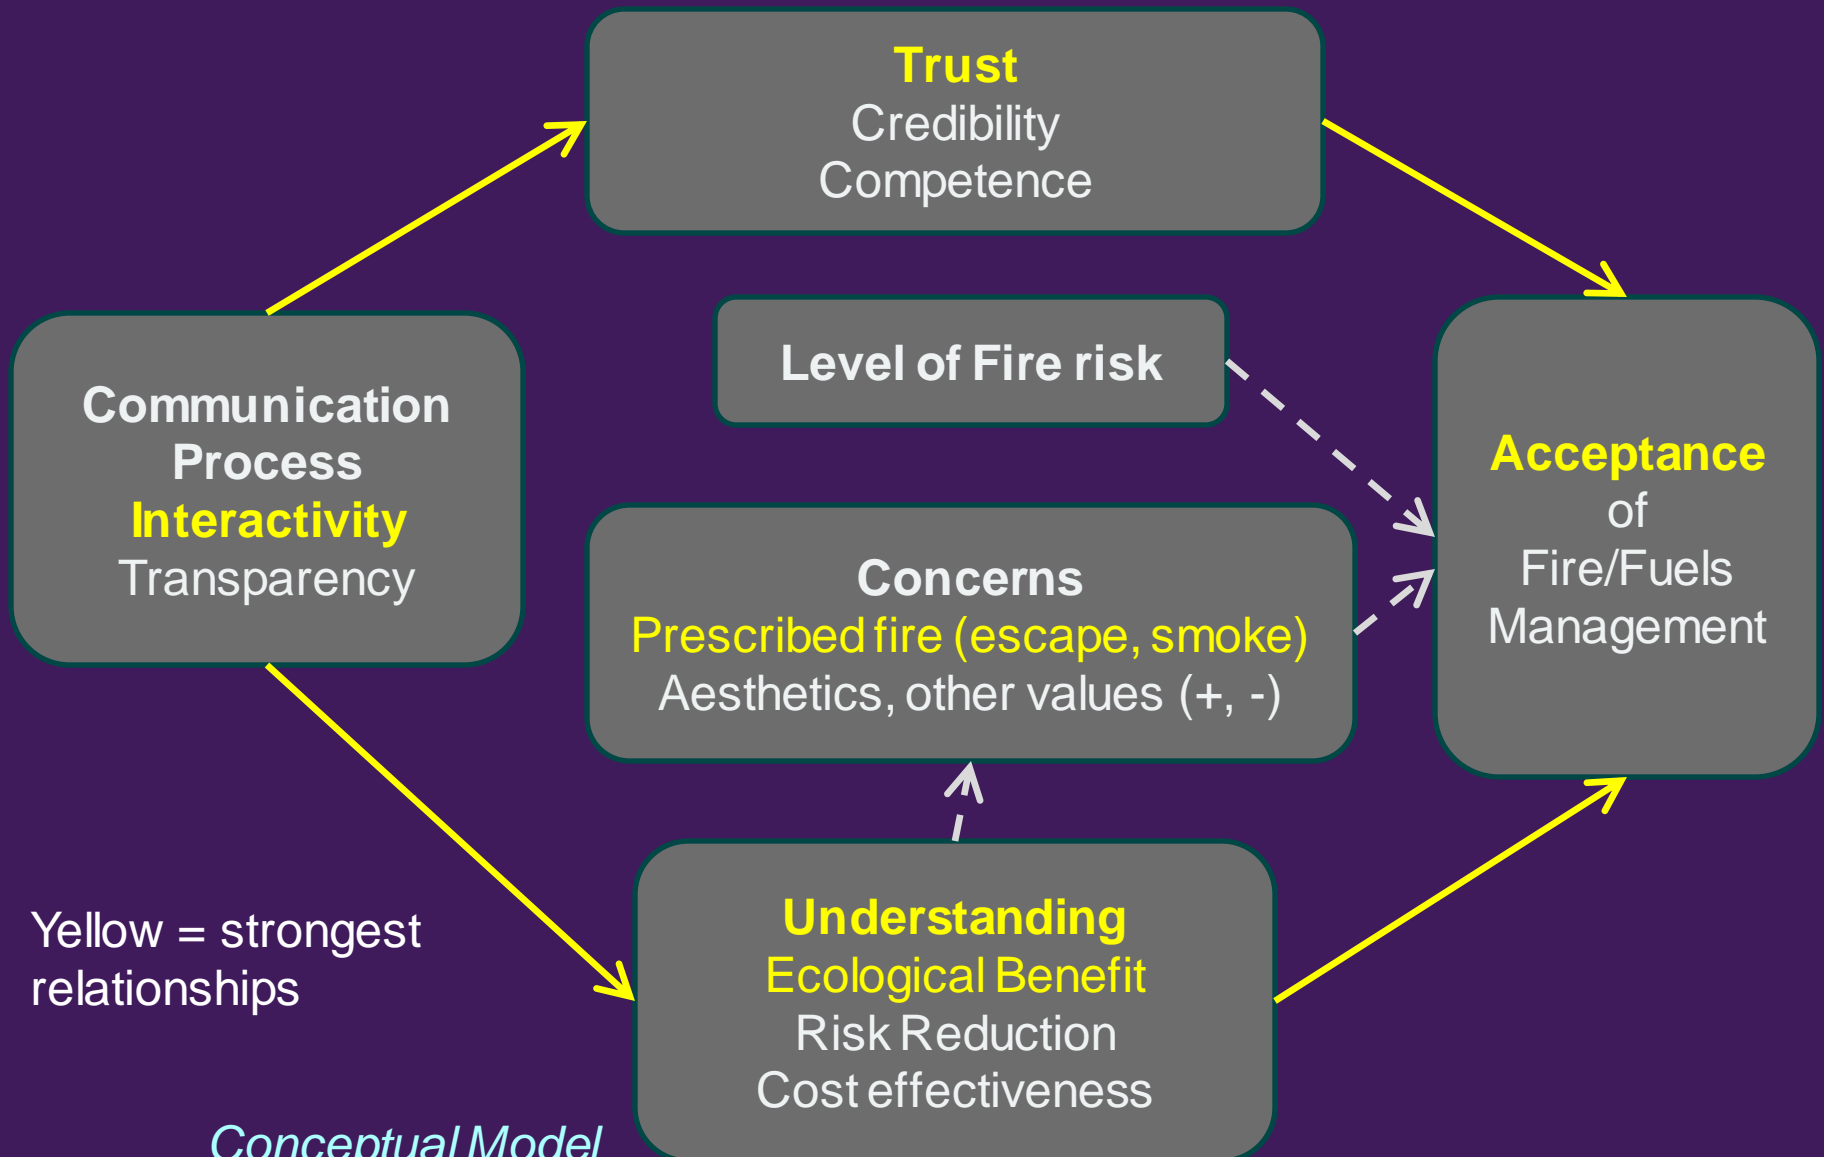 Trust
Credibility
Competence
Level of Fire risk
Communication
Process
Interactivity
Transparency
Acceptance
of
Fire/Fuels
Management
Concerns
Prescribed fire (escape, smoke)
Aesthetics, other values (+, -)
Understanding
Ecological Benefit
Risk Reduction
Cost effectiveness
Yellow = strongest
relationships
Conceptual Model